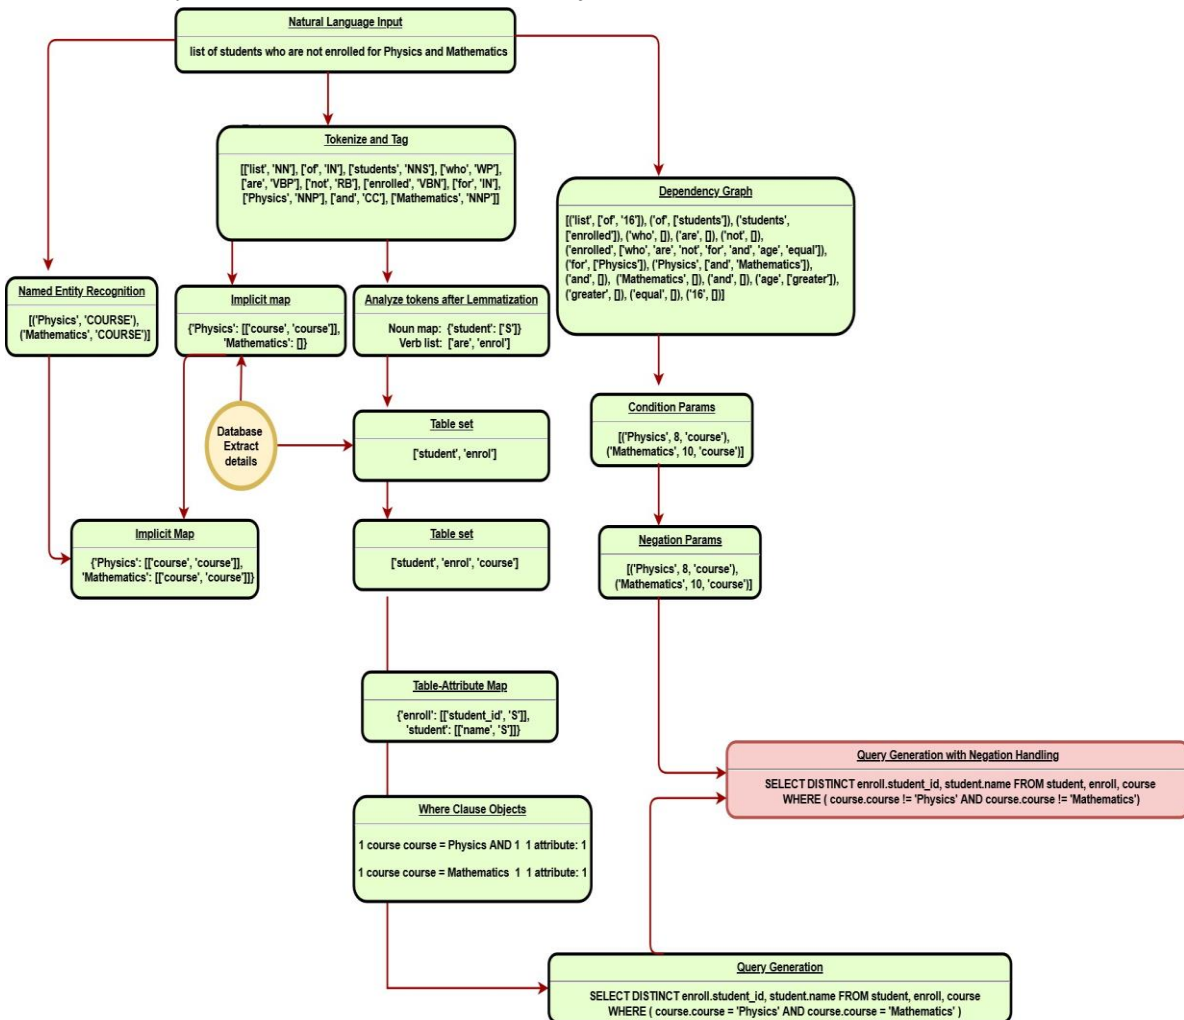 Natural Language Input
list of students who are not enrolled for Physics and Mathematics
Tokenize and Tag
[['list', 'NN'], ['of', 'IN'], ['students', 'NNS'], ['who', 'WP'],
['are', 'VBP'], ['not', 'RB'], ['enrolled', 'VBN'], ['for', 'IN'],
['Physics', 'NNP'], ['and', 'CC'], ['Mathematics', 'NNP']]
Dependency Graph
[('list', ['of', '16']), ('of', ['students']), ('students',
['enrolled']), ('who', []), ('are', []), ('not', []),
('enrolled', ['who', 'are', 'not', 'for', 'and', 'age', 'equal']),
('for', ['Physics']), ('Physics', ['and', 'Mathematics']),
('and', []), ('Mathematics', []), ('and', []), ('age', ['greater']),
('greater', []), ('equal', []), ('16', [])]
Named Entity Recognition
[('Physics', 'COURSE'),
('Mathematics', 'COURSE')]
Implicit map
{'Physics': [['course', 'course']],
'Mathematics': []}
Analyze tokens after Lemmatization
Noun map: {'student': ['S']}
Verb list: ['are', 'enrol']
Database
Extract
details
Table set
['student', 'enrol']
Condition Params
[('Physics', 8, 'course'),
('Mathematics', 10, 'course')]
Implicit Map
{'Physics': [['course', 'course']],
'Mathematics': [['course', 'course']]}
Table set
['student', 'enrol', 'course']
Negation Params
[('Physics', 8, 'course'),
('Mathematics', 10, 'course')]
Table-Attribute Map
{'enroll': [['student_id', 'S']],
'student': [['name', 'S']]}
Query Generation with Negation Handling
SELECT DISTINCT enroll.student_id, student.name FROM student, enroll, course
WHERE ( course.course != 'Physics' AND course.course != 'Mathematics')
Where Clause Objects
1 course course = Physics AND 1 1 attribute: 1
1 course course = Mathematics 1 1 attribute: 1
Query Generation
SELECT DISTINCT enroll.student_id, student.name FROM student, enroll, course
WHERE ( course.course = 'Physics' AND course.course = 'Mathematics' )